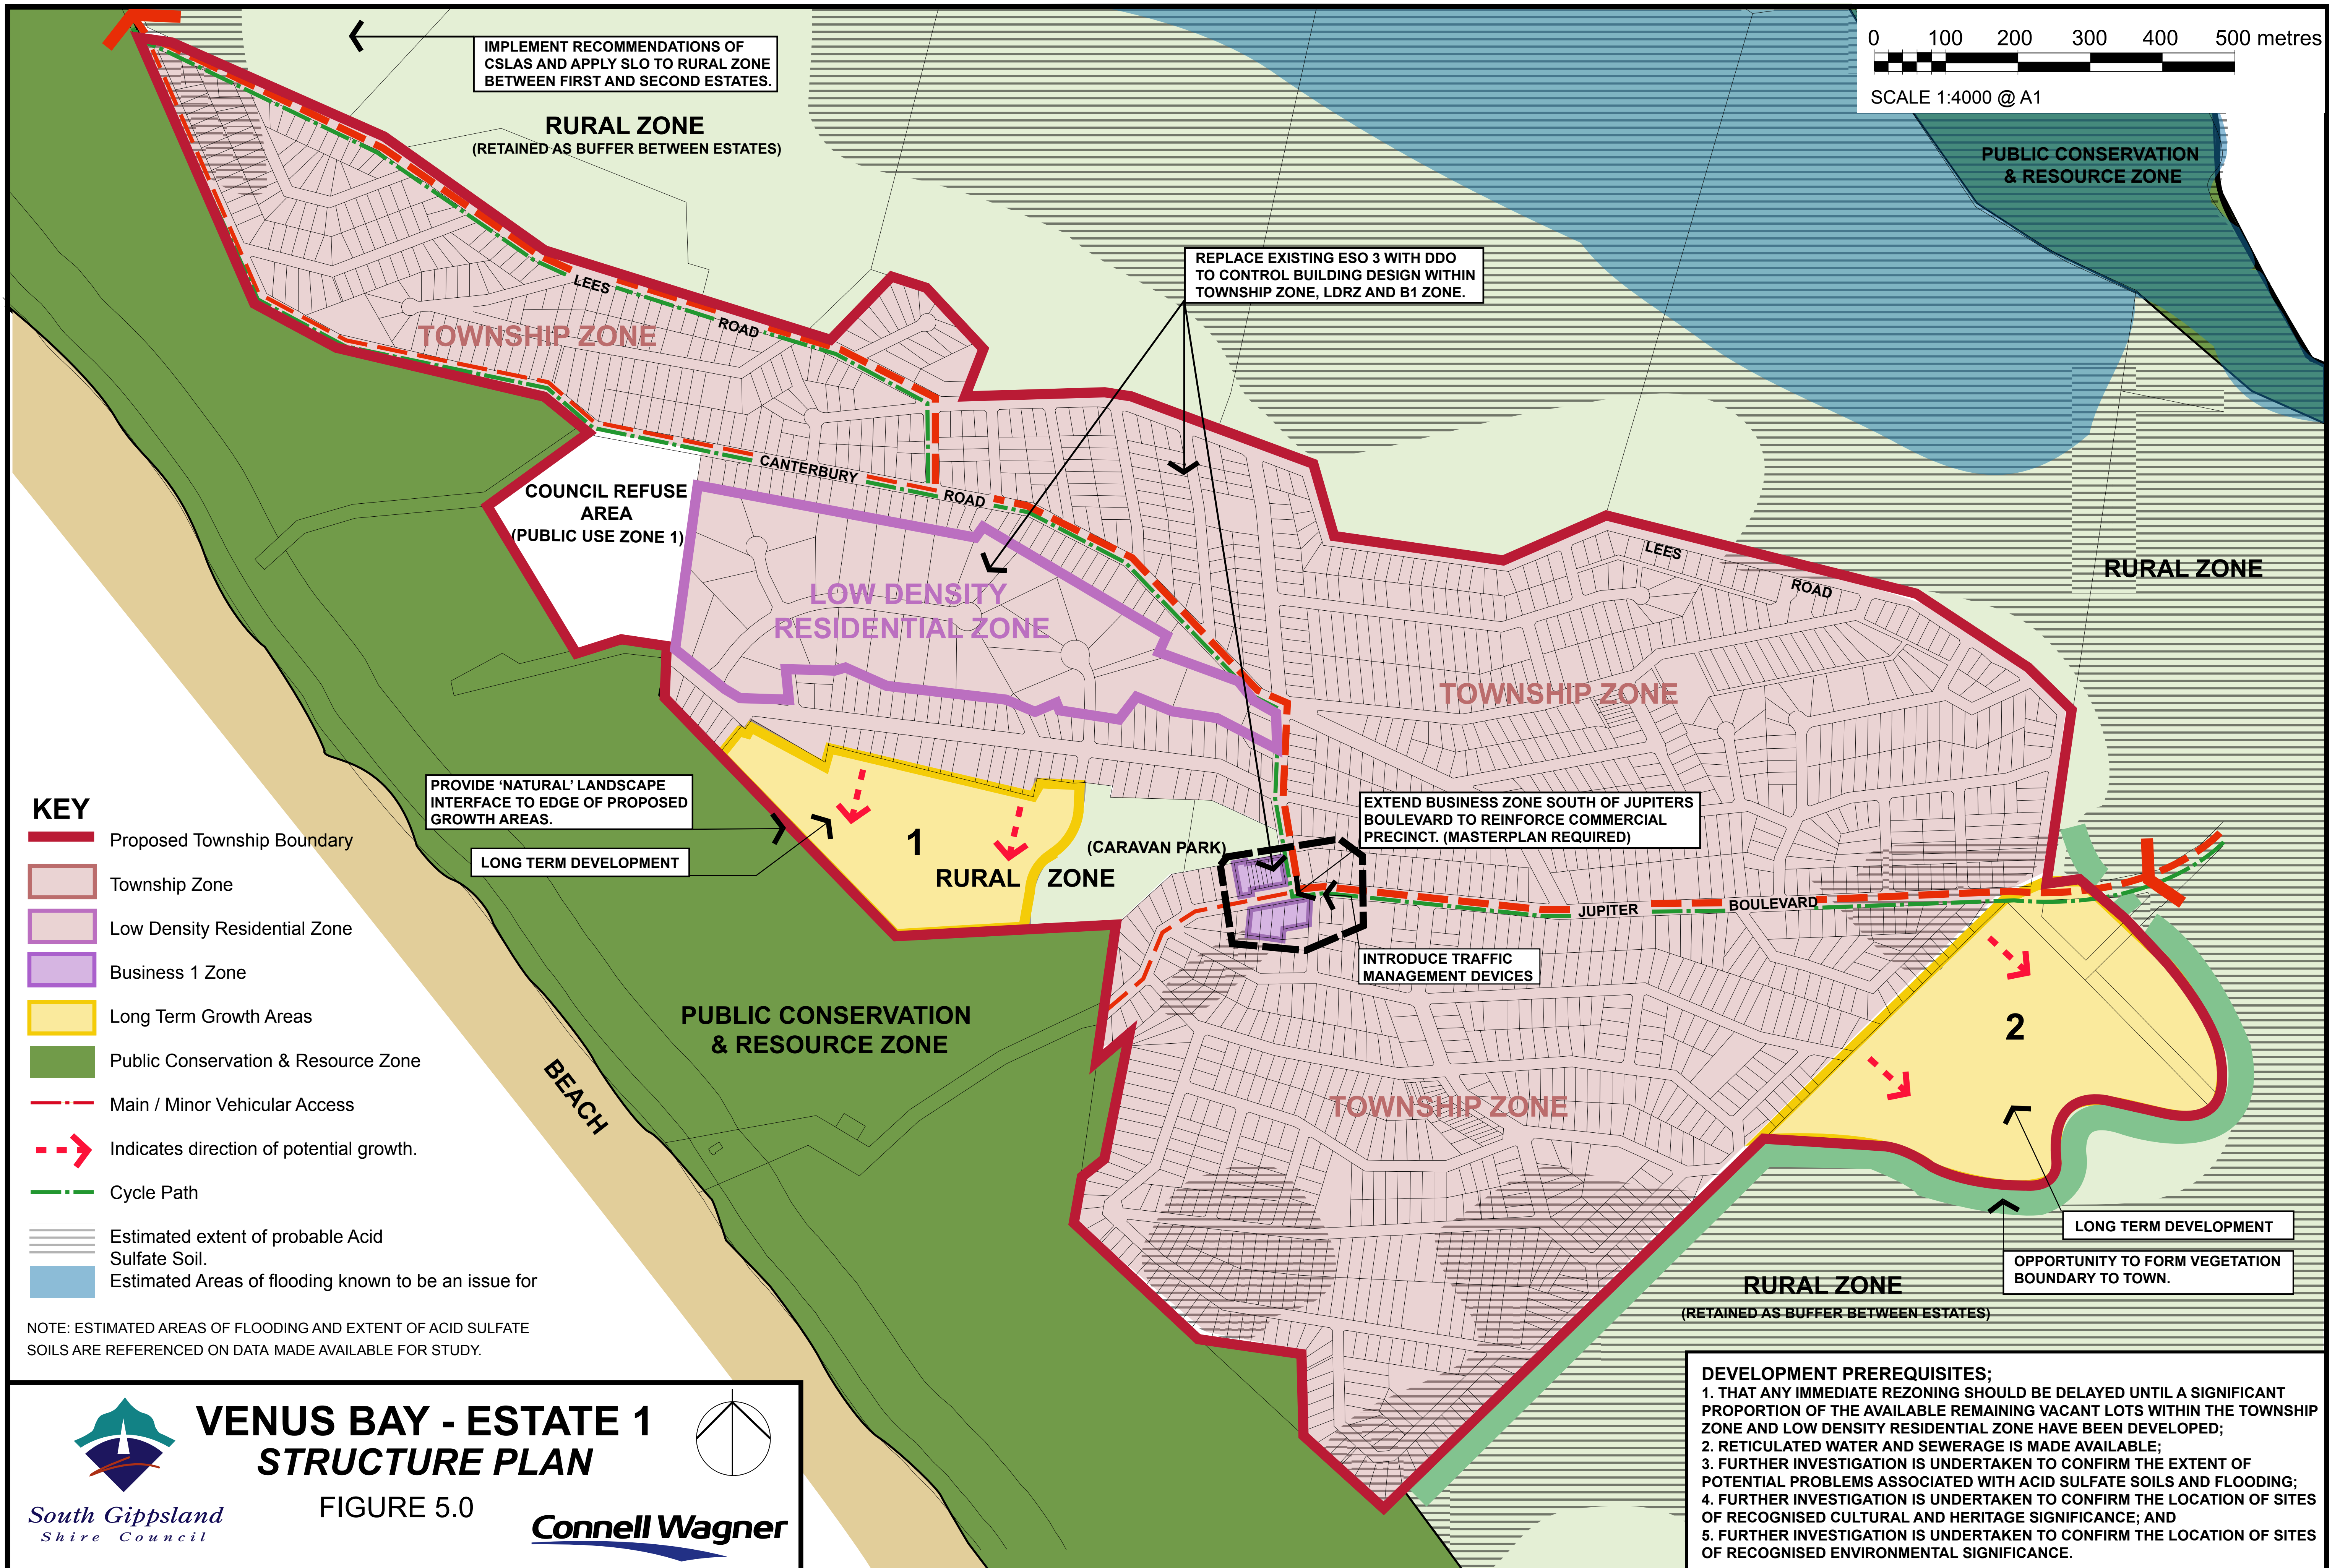 IMPLEMENT RECOMMENDATIONS OF
CSLAS AND APPLY SLO TO RURAL ZONE
BETWEEN FIRST AND SECOND ESTATES.
RURAL ZONE
(RETAINED AS BUFFER BETWEEN ESTATES)
0 100 200 300 400 500 metres
SCALE 1:4000 @ A1
PUBLIC CONSERVATION
& RESOURCE ZONE
REPLACE EXISTING ESO 3 WITH DDO
TO CONTROL BUILDING DESIGN WITHIN
TOWNSHIP ZONE, LDRZ AND B1 ZONE.
LEES
ROAD
TOWNSHIP ZONE
CANTERBURY
ROAD
COUNCIL REFUSE
AREA
(PUBLIC USE ZONE 1)
LOW DENSITY
RESIDENTIAL ZONE
LEES
ROAD
RURAL ZONE
TOWNSHIP ZONE
PROVIDE ‘NATURAL’ LANDSCAPE
INTERFACE TO EDGE OF PROPOSED
GROWTH AREAS.
LONG TERM DEVELOPMENT
1
RURAL ZONE
(CARAVAN PARK)
EXTEND BUSINESS ZONE SOUTH OF JUPITERS
BOULEVARD TO REINFORCE COMMERCIAL
PRECINCT. (MASTERPLAN REQUIRED)
JUPITER
BOULEVARD
INTRODUCE TRAFFIC
MANAGEMENT DEVICES
PUBLIC CONSERVATION
& RESOURCE ZONE
BEACH
2
TOWNSHIP ZONE
LONG TERM DEVELOPMENT
OPPORTUNITY TO FORM VEGETATION
BOUNDARY TO TOWN.
RURAL ZONE
(RETAINED AS BUFFER BETWEEN ESTATES)
KEY
Proposed Township Boundary
Township Zone
Low Density Residential Zone
Business 1 Zone
Long Term Growth Areas
Public Conservation & Resource Zone
Main / Minor Vehicular Access
Indicates direction of potential growth.
Cycle Path
Estimated extent of probable Acid
Sulfate Soil.
Estimated Areas of flooding known to be an issue for
NOTE: ESTIMATED AREAS OF FLOODING AND EXTENT OF ACID SULFATE
SOILS ARE REFERENCED ON DATA MADE AVAILABLE FOR STUDY.
VENUS BAY - ESTATE 1
STRUCTURE PLAN
FIGURE 5.0
South Gippsland
Shire Council
Connell Wagner
DEVELOPMENT PREREQUISITES;
1. THAT ANY IMMEDIATE REZONING SHOULD BE DELAYED UNTIL A SIGNIFICANT
PROPORTION OF THE AVAILABLE REMAINING VACANT LOTS WITHIN THE TOWNSHIP
ZONE AND LOW DENSITY RESIDENTIAL ZONE HAVE BEEN DEVELOPED;
2. RETICULATED WATER AND SEWERAGE IS MADE AVAILABLE;
3. FURTHER INVESTIGATION IS UNDERTAKEN TO CONFIRM THE EXTENT OF
POTENTIAL PROBLEMS ASSOCIATED WITH ACID SULFATE SOILS AND FLOODING;
4. FURTHER INVESTIGATION IS UNDERTAKEN TO CONFIRM THE LOCATION OF SITES
OF RECOGNISED CULTURAL AND HERITAGE SIGNIFICANCE; AND
5. FURTHER INVESTIGATION IS UNDERTAKEN TO CONFIRM THE LOCATION OF SITES
OF RECOGNISED ENVIRONMENTAL SIGNIFICANCE.